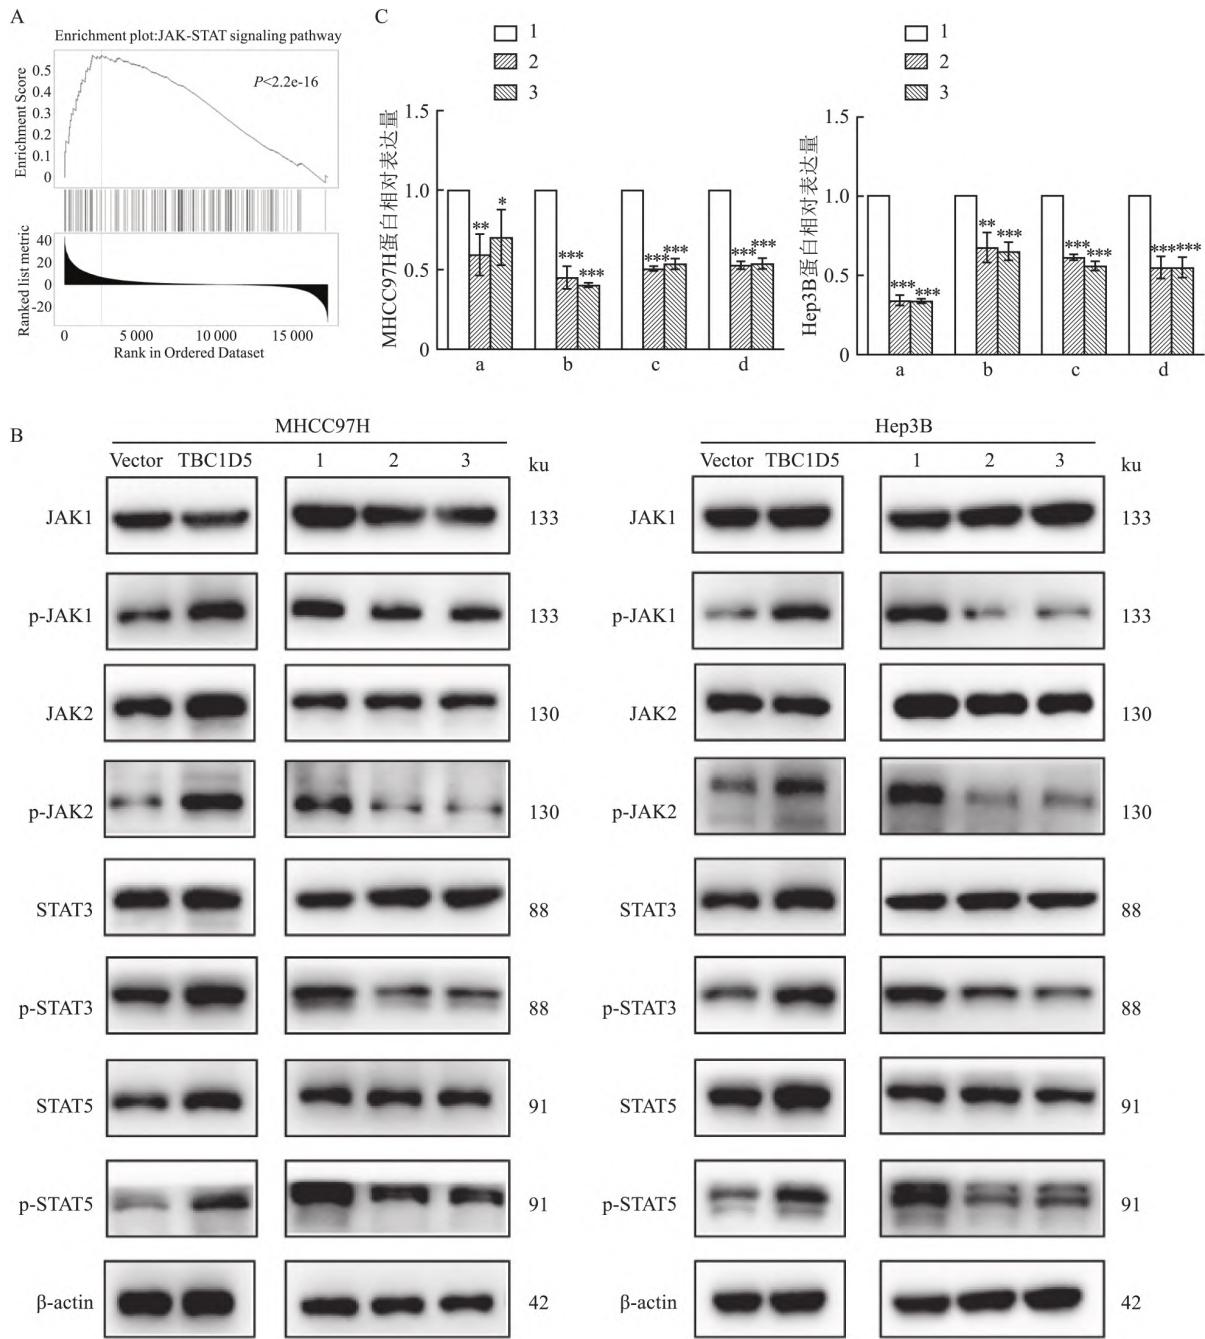 A
Enrichment plot:JAK-STAT signaling pathway
Enrichment Score
0.5
0.4
0.3
0.2
0.1
0
P<2.2e-16
Ranked list metric
40
20
0
-20
0 5 000 10 000 15 000
Rank in Ordered Dataset
C
1
2
3
MHCC97H蛋白相对表达量
1.5
1.0
0.5
0
** *
*** ***
*** ***
*** ***
a b c d
1
2
3
Hep3B蛋白相对表达量
1.5
1.0
0.5
0
*** ***
** ***
*** ***
*** ***
a b c d
B
MHCC97H
Vector TBC1D5 1 2 3 ku
JAK1 133
p-JAK1 133
JAK2 130
p-JAK2 130
STAT3 88
p-STAT3 88
STAT5 91
p-STAT5 91
β-actin 42
Hep3B
Vector TBC1D5 1 2 3 ku
JAK1 133
p-JAK1 133
JAK2 130
p-JAK2 130
STAT3 88
p-STAT3 88
STAT5 91
p-STAT5 91
β-actin 42